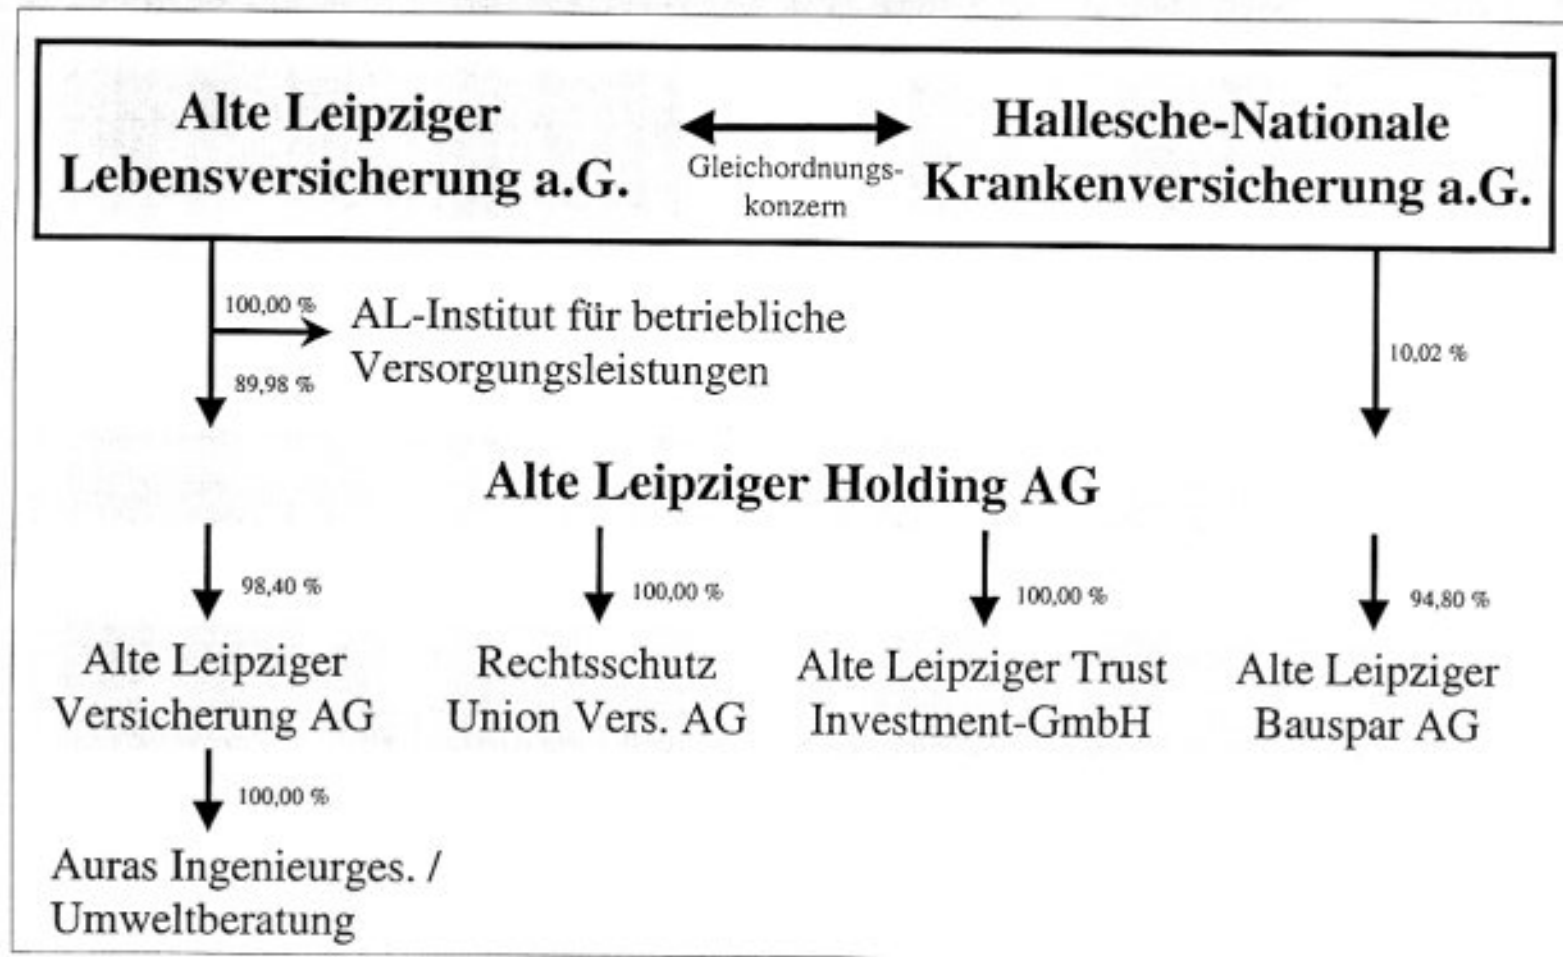 Alte Leipziger
Lebensversicherung a.G.
Gleichordnungs-
konzern
Hallesche-Nationale
Krankenversicherung a.G.
100,00 %
AL-Institut für betriebliche
Versorgungsleistungen
89,98 %
10,02 %
Alte Leipziger Holding AG
98,40 %
100,00 %
100,00 %
94,80 %
Alte Leipziger
Versicherung AG
Rechtsschutz
Union Vers. AG
Alte Leipziger Trust
Investment-GmbH
Alte Leipziger
Bauspar AG
100,00 %
Auras Ingenieurges. /
Umweltberatung